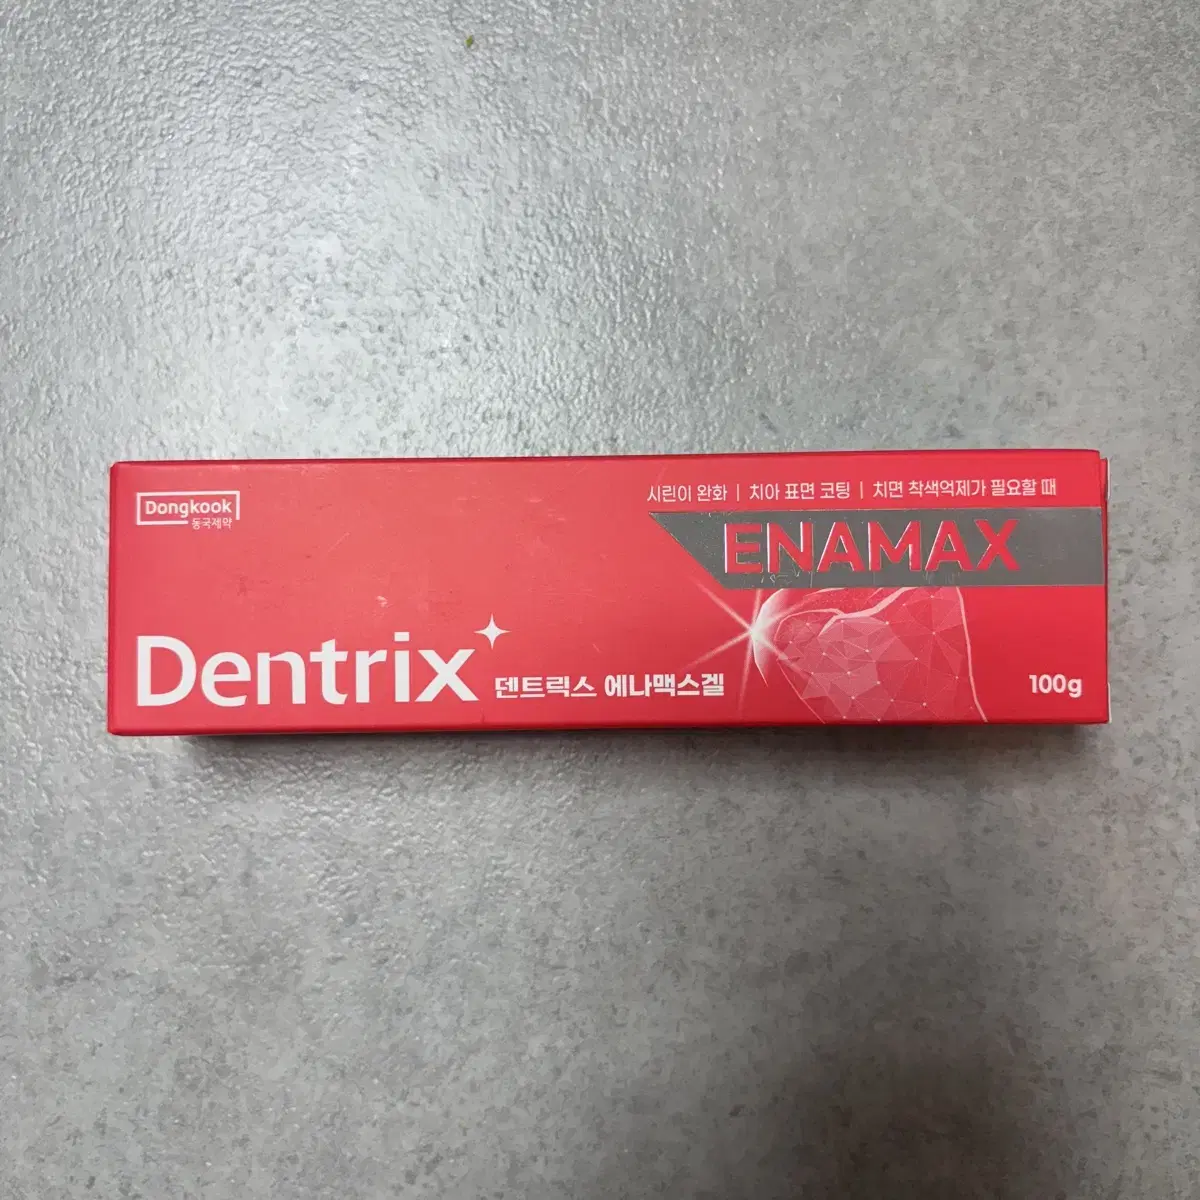 Dongkook
동국제약
시린이 완화 | 치아 표면 코팅 | 치면 착색억제가 필요할 때
ENAMAX
Dentrix 덴트릭스 에나맥스겔
100g